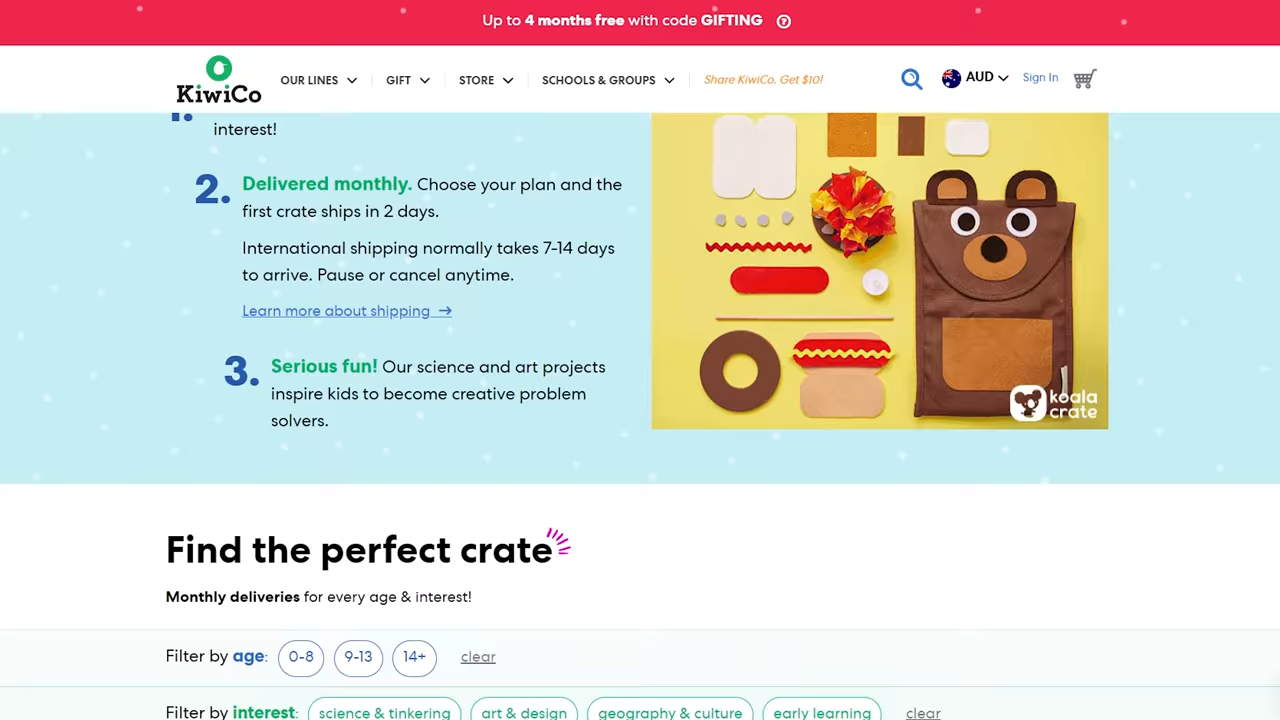 Up to 4 months free with code GIFTING
KiwiCo
OUR LINES
GIFT
STORE
SCHOOLS & GROUPS
Share KiwiCo, Get $10!
AUD
Sign In
1.
interest!
2. Delivered monthly. Choose your plan and the
first crate ships in 2 days.
International shipping normally takes 7-14 days
to arrive. Pause or cancel anytime.
Learn more about shipping →
3. Serious fun! Our science and art projects
inspire kids to become creative problem
solvers.
koala
crate
Find the perfect crate
Monthly deliveries for every age & interest!
Filter by age: 0-8 9-13 14+ clear
Filter by interest: science & tinkering art & design geography & culture early learning clear